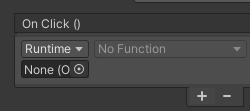 On Click ()
Runtime No Function
None (O